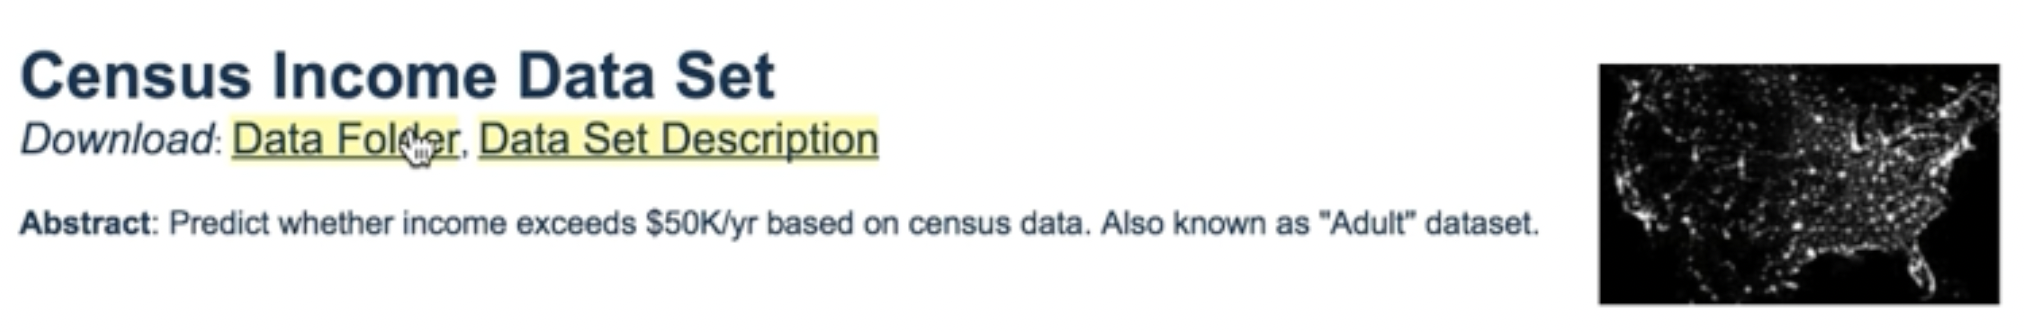 Census Income Data Set
Download: Data Folder, Data Set Description
Abstract: Predict whether income exceeds $50K/yr based on census data. Also known as "Adult" dataset.